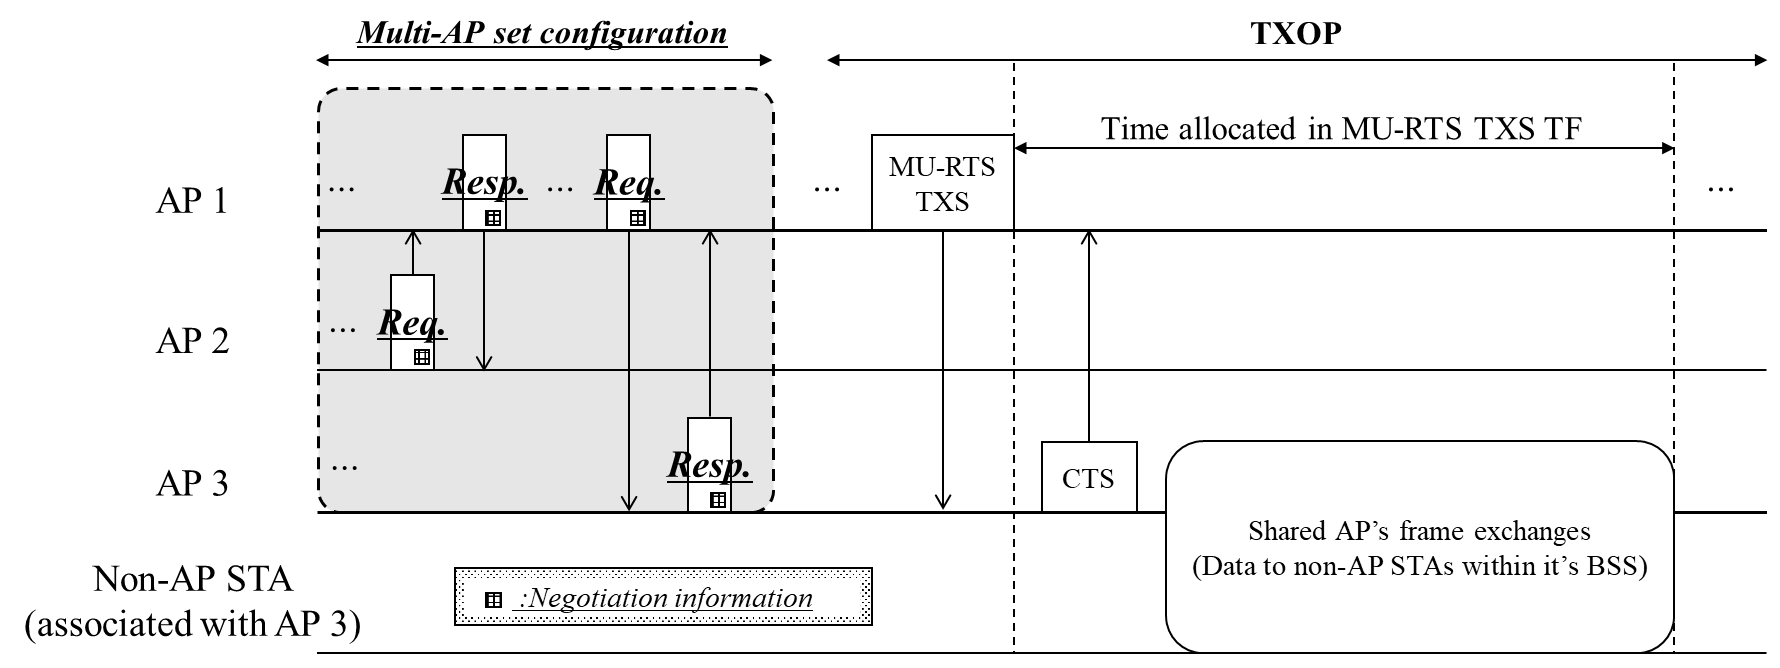 Multi-AP set configuration
TXOP
Time allocated in MU-RTS TXS TF
AP 1
...
Resp.
...
Req.
...
MU-RTS
TXS
...
AP 2
...
Req.
AP 3
...
Resp.
CTS
Shared AP's frame exchanges
(Data to non-AP STAs within it's BSS)
Non-AP STA
(associated with AP 3)
:Negotiation information